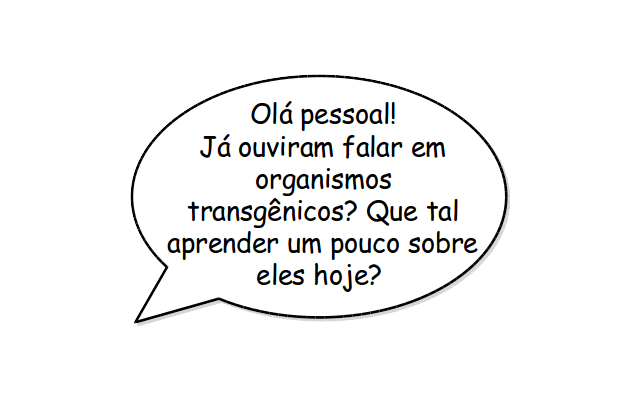 Olá pessoal!
Já ouviram falar em
organismos
transgênicos? Que tal
aprender um pouco sobre
eles hoje?